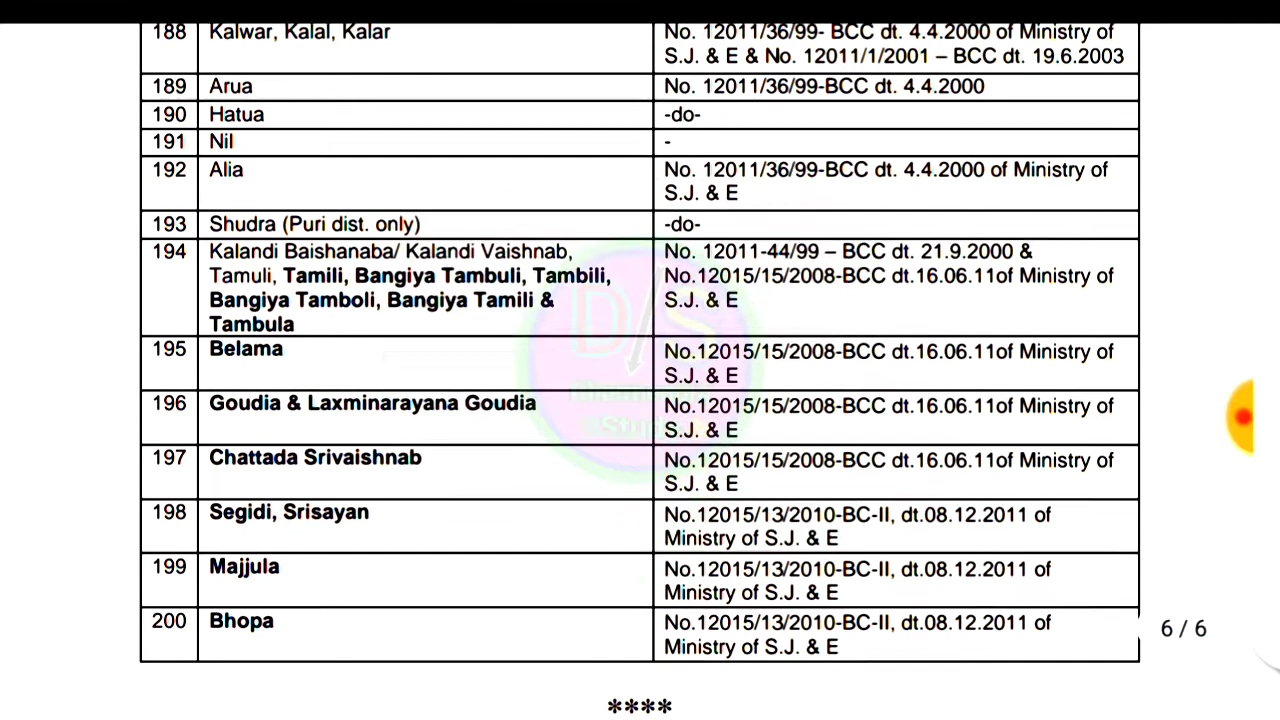 188 Kalwar, Kalal, Kalar No. 12011/36/99- BCC dt. 4.4.2000 of Ministry of
S.J. & E & No. 12011/1/2001 – BCC dt. 19.6.2003
189 Arua No. 12011/36/99-BCC dt. 4.4.2000
190 Hatua -do-
191 Nil -
192 Alia No. 12011/36/99-BCC dt. 4.4.2000 of Ministry of
S.J. & E
193 Shudra (Puri dist. only) -do-
194 Kalandi Baishanaba/ Kalandi Vaishnab, No. 12011-44/99 – BCC dt. 21.9.2000 &
Tamuli, Tamili, Bangiya Tambuli, Tambili, No.12015/15/2008-BCC dt.16.06.11of Ministry of
Bangiya Tamboli, Bangiya Tamili & S.J. & E
Tambula
195 Belama No.12015/15/2008-BCC dt.16.06.11of Ministry of
S.J. & E
196 Goudia & Laxminarayana Goudia No.12015/15/2008-BCC dt.16.06.11of Ministry of
S.J. & E
197 Chattada Srivaishnab No.12015/15/2008-BCC dt.16.06.11of Ministry of
S.J. & E
198 Segidi, Srisayan No.12015/13/2010-BC-II, dt.08.12.2011 of
Ministry of S.J. & E
199 Majjula No.12015/13/2010-BC-II, dt.08.12.2011 of
Ministry of S.J. & E
200 Bhopa No.12015/13/2010-BC-II, dt.08.12.2011 of
Ministry of S.J. & E
6 / 6
****
D/S